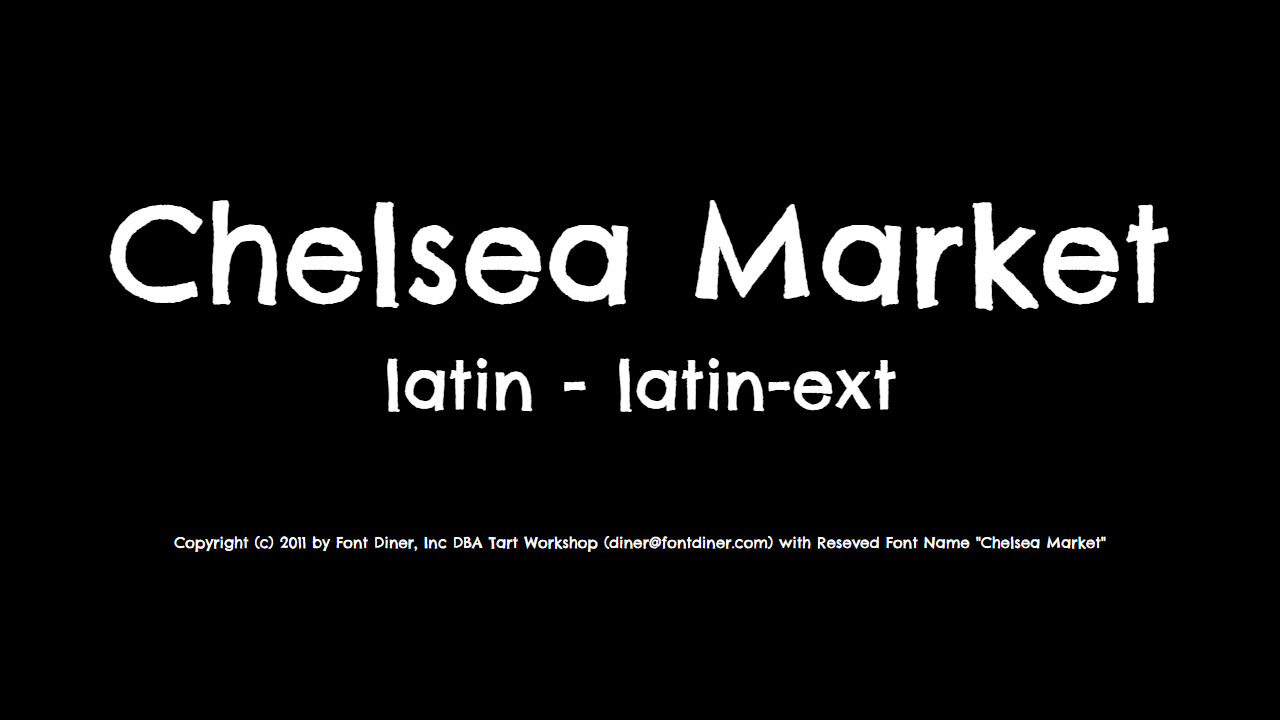 Chelsea Market
latin - latin-ext
Copyright (c) 2011 by Font Diner, Inc DBA Tart Workshop (diner@fontdiner.com) with Reseved Font Name "Chelsea Market"